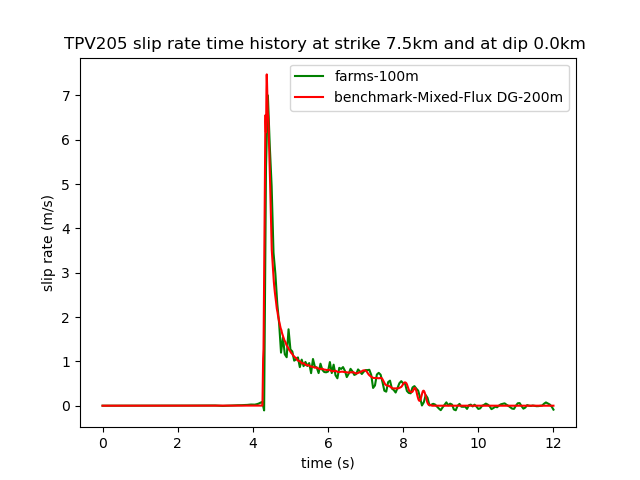 TPV205 slip rate time history at strike 7.5km and at dip 0.0km
farms-100m
benchmark-Mixed-Flux DG-200m
slip rate (m/s)
7
6
5
4
3
2
1
0
0 2 4 6 8 10 12
time (s)